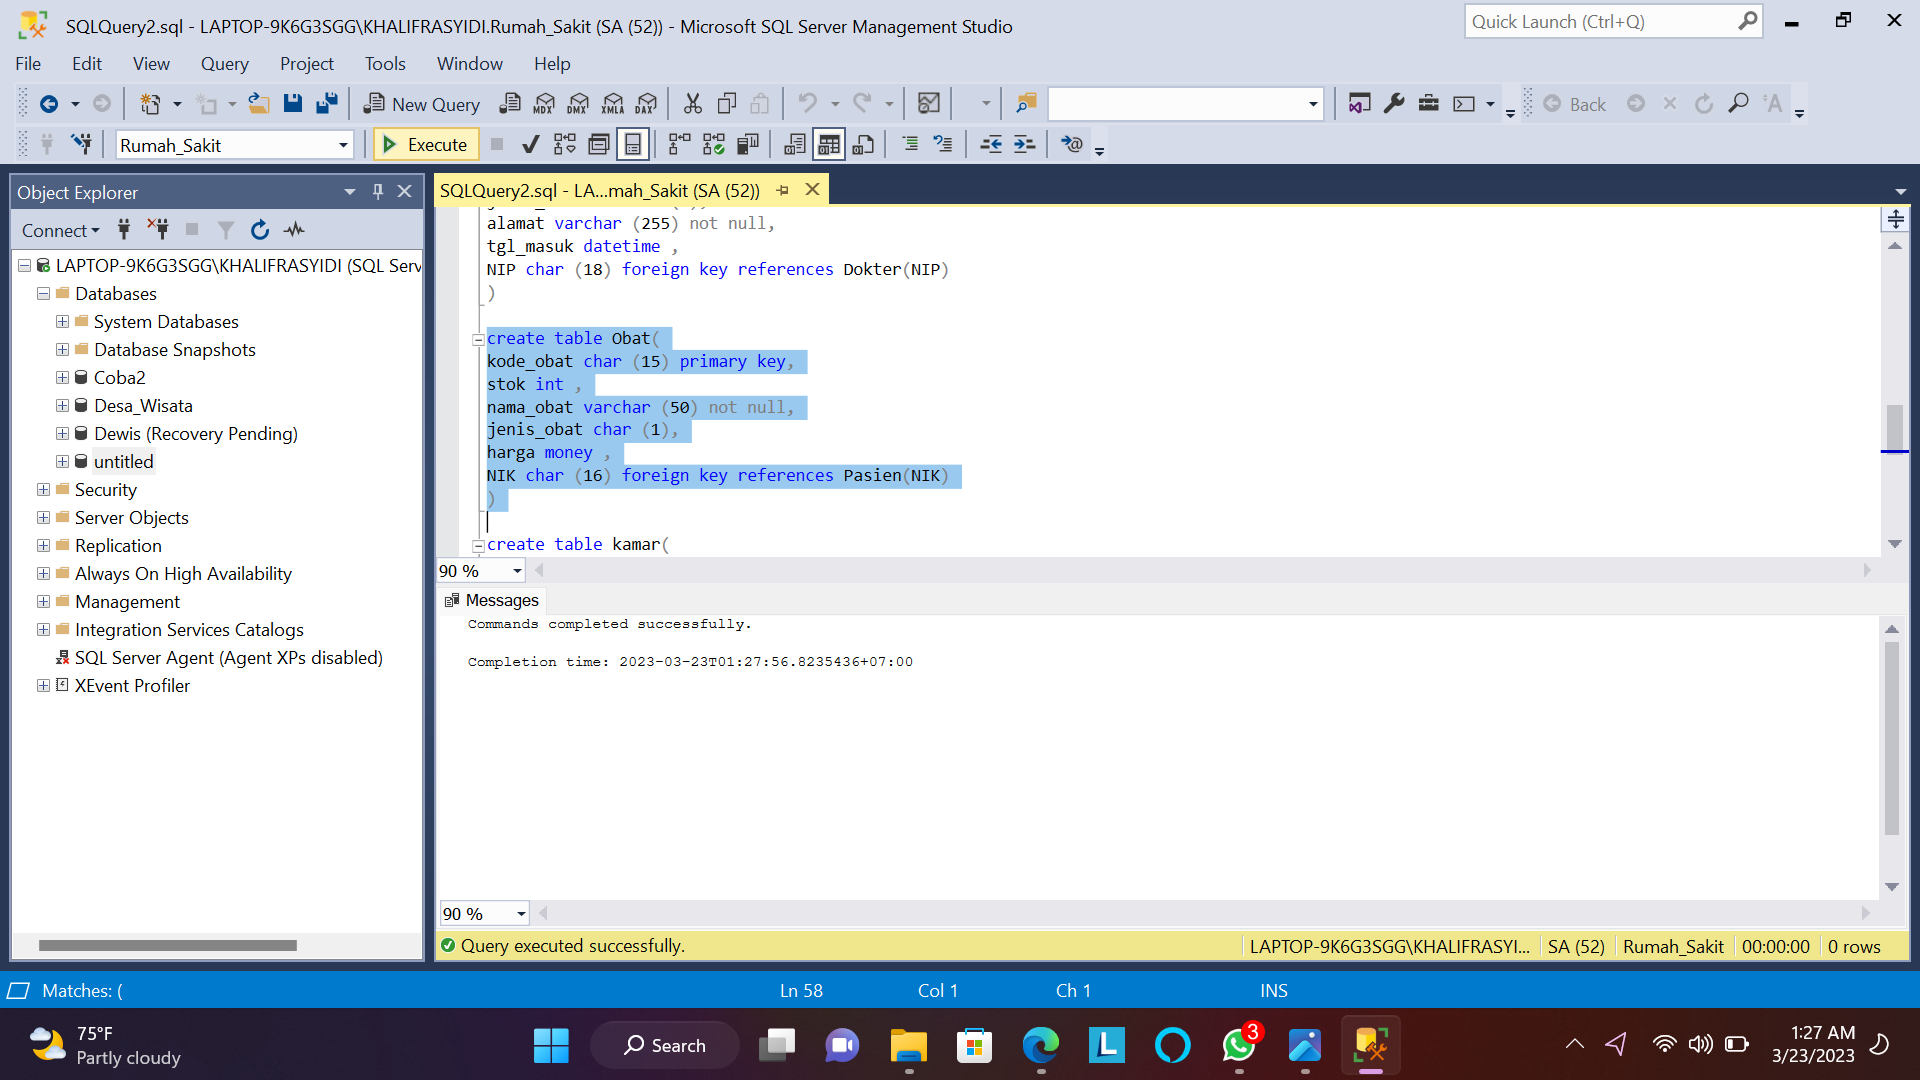 SQLQuery2.sql - LAPTOP-9K6G3SGG\KHALIFRASYIDI.Rumah_Sakit (SA (52)) - Microsoft SQL Server Management Studio
Quick Launch (Ctrl+Q)
File Edit View Query Project Tools Window Help
New Query MDX DMX XMLA DAX Back
Rumah_Sakit Execute
Object Explorer
Connect
LAPTOP-9K6G3SGG\KHALIFRASYIDI (SQL Serv
Databases
System Databases
Database Snapshots
Coba2
Desa_Wisata
Dewis (Recovery Pending)
untitled
Security
Server Objects
Replication
Always On High Availability
Management
Integration Services Catalogs
SQL Server Agent (Agent XPs disabled)
XEvent Profiler
SQLQuery2.sql - LA...mah_Sakit (SA (52))
alamat varchar (255) not null,
tgl_masuk datetime ,
NIP char (18) foreign key references Dokter(NIP)
)
create table Obat(
kode_obat char (15) primary key,
stok int ,
nama_obat varchar (50) not null,
jenis_obat char (1),
harga money ,
NIK char (16) foreign key references Pasien(NIK)
)
create table kamar(
90 %
Messages
Commands completed successfully.
Completion time: 2023-03-23T01:27:56.8235436+07:00
90 %
Query executed successfully. LAPTOP-9K6G3SGG\KHALIFRASYI... SA (52) Rumah_Sakit 00:00:00 0 rows
Matches: ( Ln 58 Col 1 Ch 1 INS
75°F
Partly cloudy
Search
L
3
1:27 AM
3/23/2023